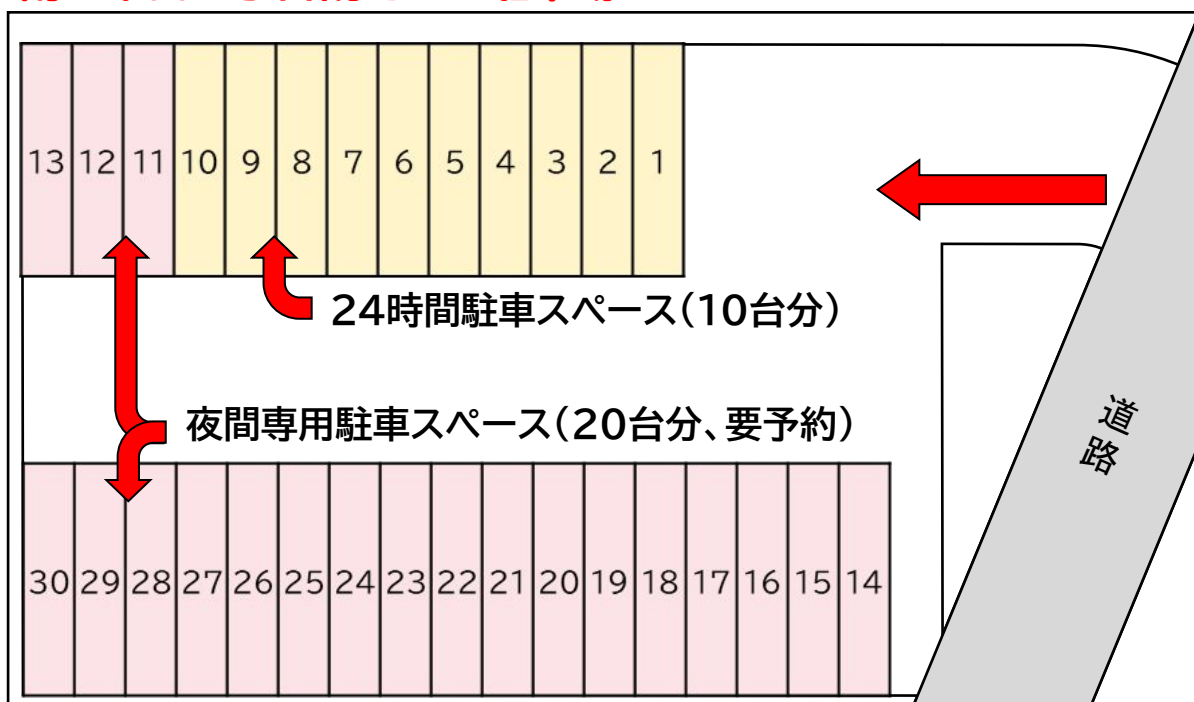 13 12 11 10 9 8 7 6 5 4 3 2 1
24時間駐車スペース(10台分)
夜間専用駐車スペース(20台分、要予約)
道路
30 29 28 27 26 25 24 23 22 21 20 19 18 17 16 15 14